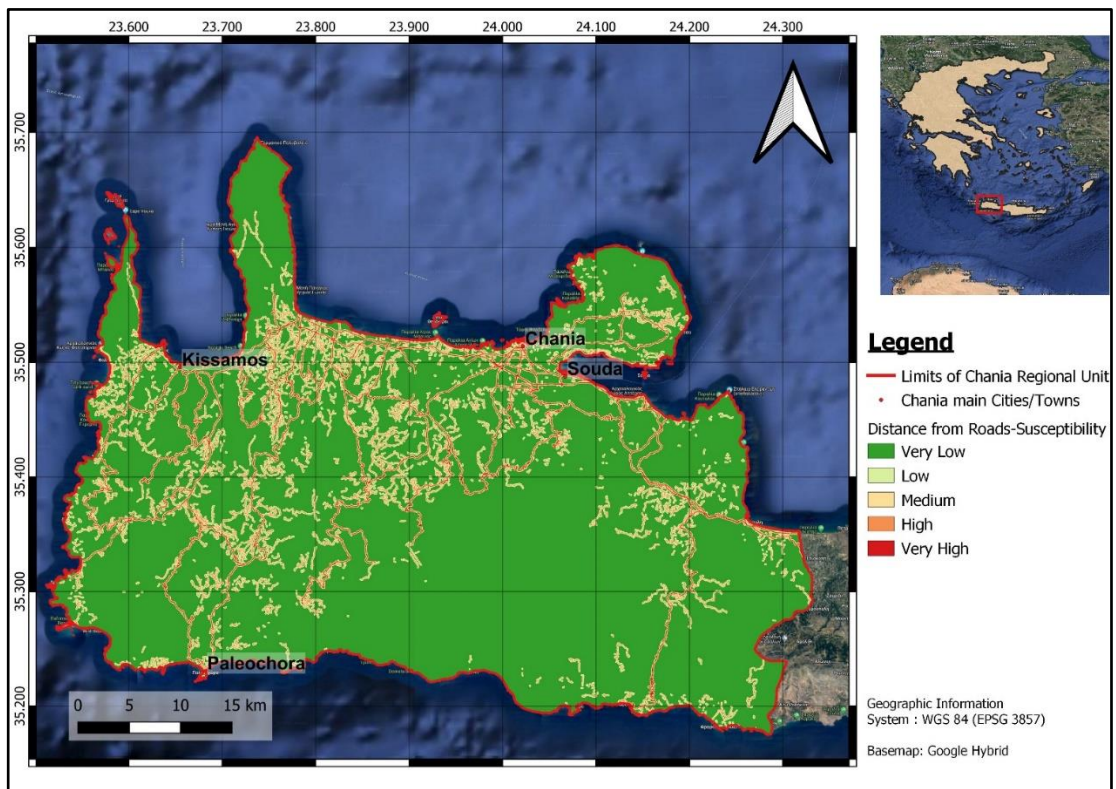 23.600 23.700 23.800 23.900 24.000 24.100 24.200 24.300
35.700
35.600
35.500
35.400
35.300
35.200
Kissamos
Chania
Souda
Paleochora
0 5 10 15 km
Legend
Limits of Chania Regional Unit
Chania main Cities/Towns
Distance from Roads-Susceptibility
Very Low
Low
Medium
High
Very High
Geographic Information
System : WGS 84 (EPSG 3857)
Basemap: Google Hybrid